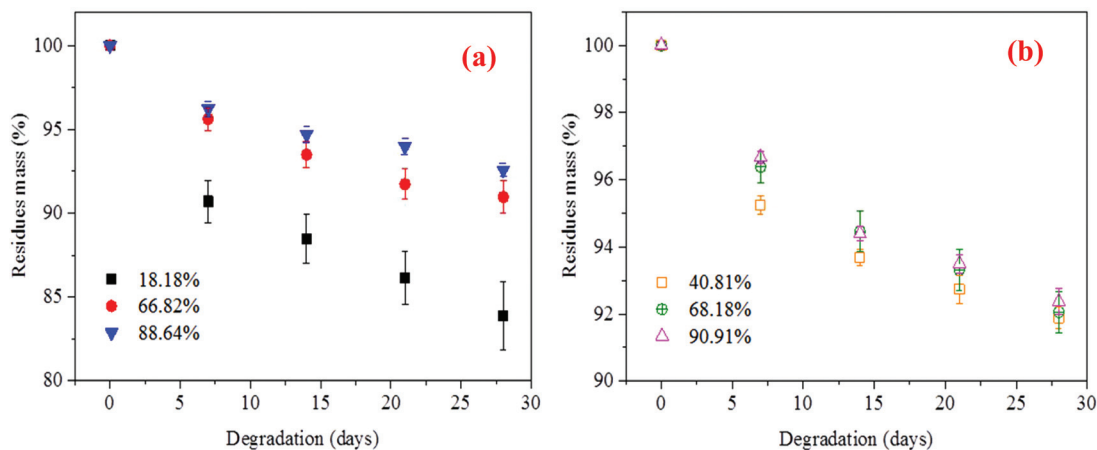 (a)
Residues mass (%)
100
95
90
85
80
18.18%
66.82%
88.64%
0 5 10 15 20 25 30
Degradation (days)
(b)
Residues mass (%)
100
98
96
94
92
90
40.81%
68.18%
90.91%
0 5 10 15 20 25 30
Degradation (days)